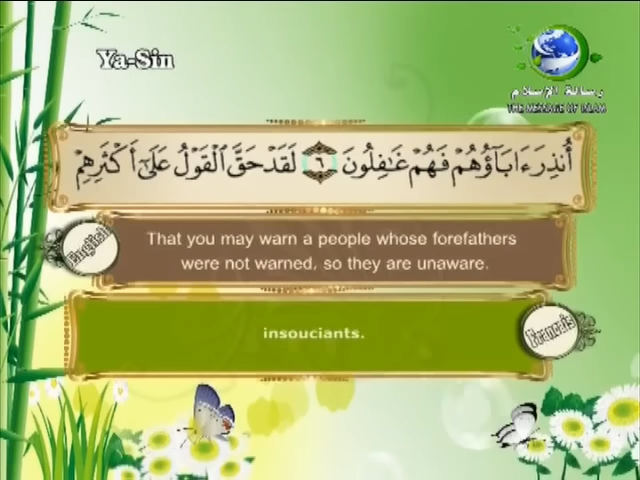 Ya-Sin
رسالة الإسلام
THE MESSAGE OF ISLAM
أُنذِرَ ءَابَآؤُهُمْ فَهُمْ غَٰفِلُونَ ٦ لَقَدْ حَقَّ الْقَوْلُ عَلَىٰٓ أَكْثَرِهِمْ
English
That you may warn a people whose forefathers
were not warned, so they are unaware.
insouciants.
Français